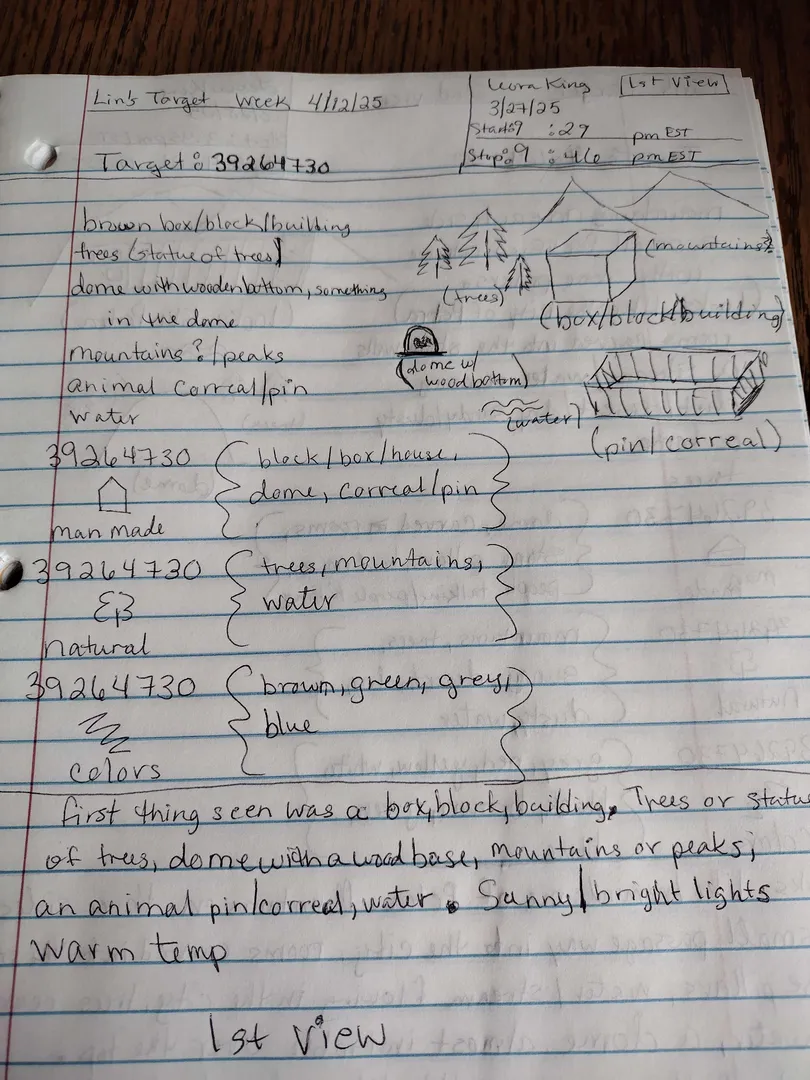 Lin's Target Week 4/12/25
Leora King [1st View]
3/27/25
Start:9 :29 pm EST
Stop:9 :46 pm EST
Target: 39264730
brown box/block/building
trees (statue of trees)
dome with wooden bottom, something
in the dome
mountains?/peaks
animal correal/pin
water
(trees)
(mountains?)
(box/block/building)
(dome w/
wood bottom)
(water)
(pin/correal)
39264730
man made
block/box/house,
dome, correal/pin
39264730
natural
trees, mountains,
water
39264730
colors
brown, green, grey,
blue
first thing seen was a box, block, building. Trees or statue
of trees, dome with a wood base, mountains or peaks,
an animal pin/correal, water. Sunny/bright lights
warm temp
1st View